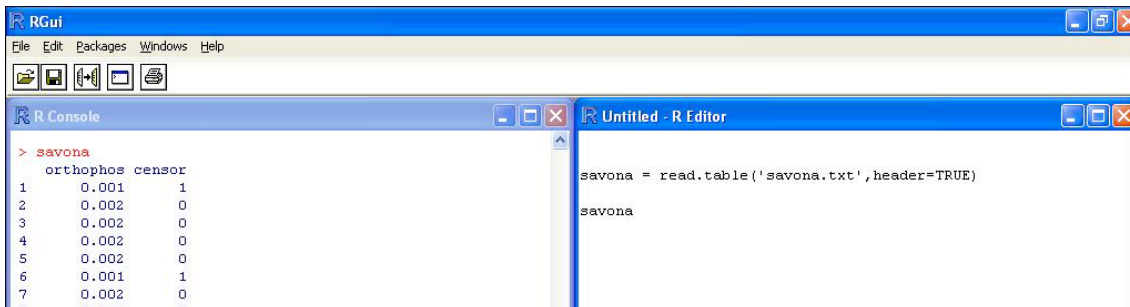 RGui
File Edit Packages Windows Help
R Console
> savona
orthophos censor
1 0.001 1
2 0.002 0
3 0.002 0
4 0.002 0
5 0.002 0
6 0.001 1
7 0.002 0
Untitled - R Editor
savona = read.table('savona.txt',header=TRUE)
savona